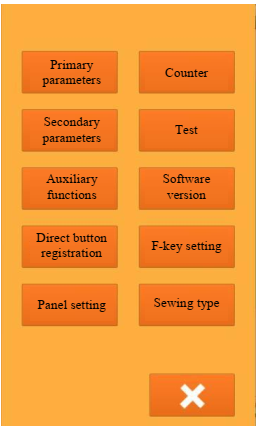 Primary
parameters
Counter
Secondary
parameters
Test
Auxiliary
functions
Software
version
Direct button
registration
F-key setting
Panel setting
Sewing type